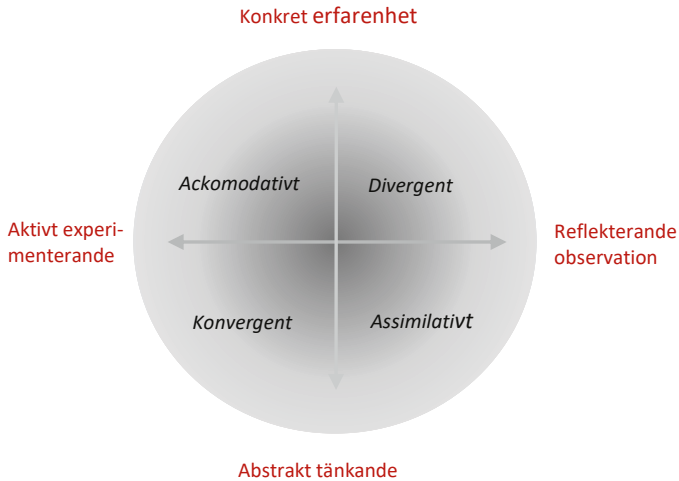 Konkret erfarenhet
Ackomodativt
Divergent
Aktivt experi-
menterande
Reflekterande
observation
Konvergent
Assimilativt
Abstrakt tänkande